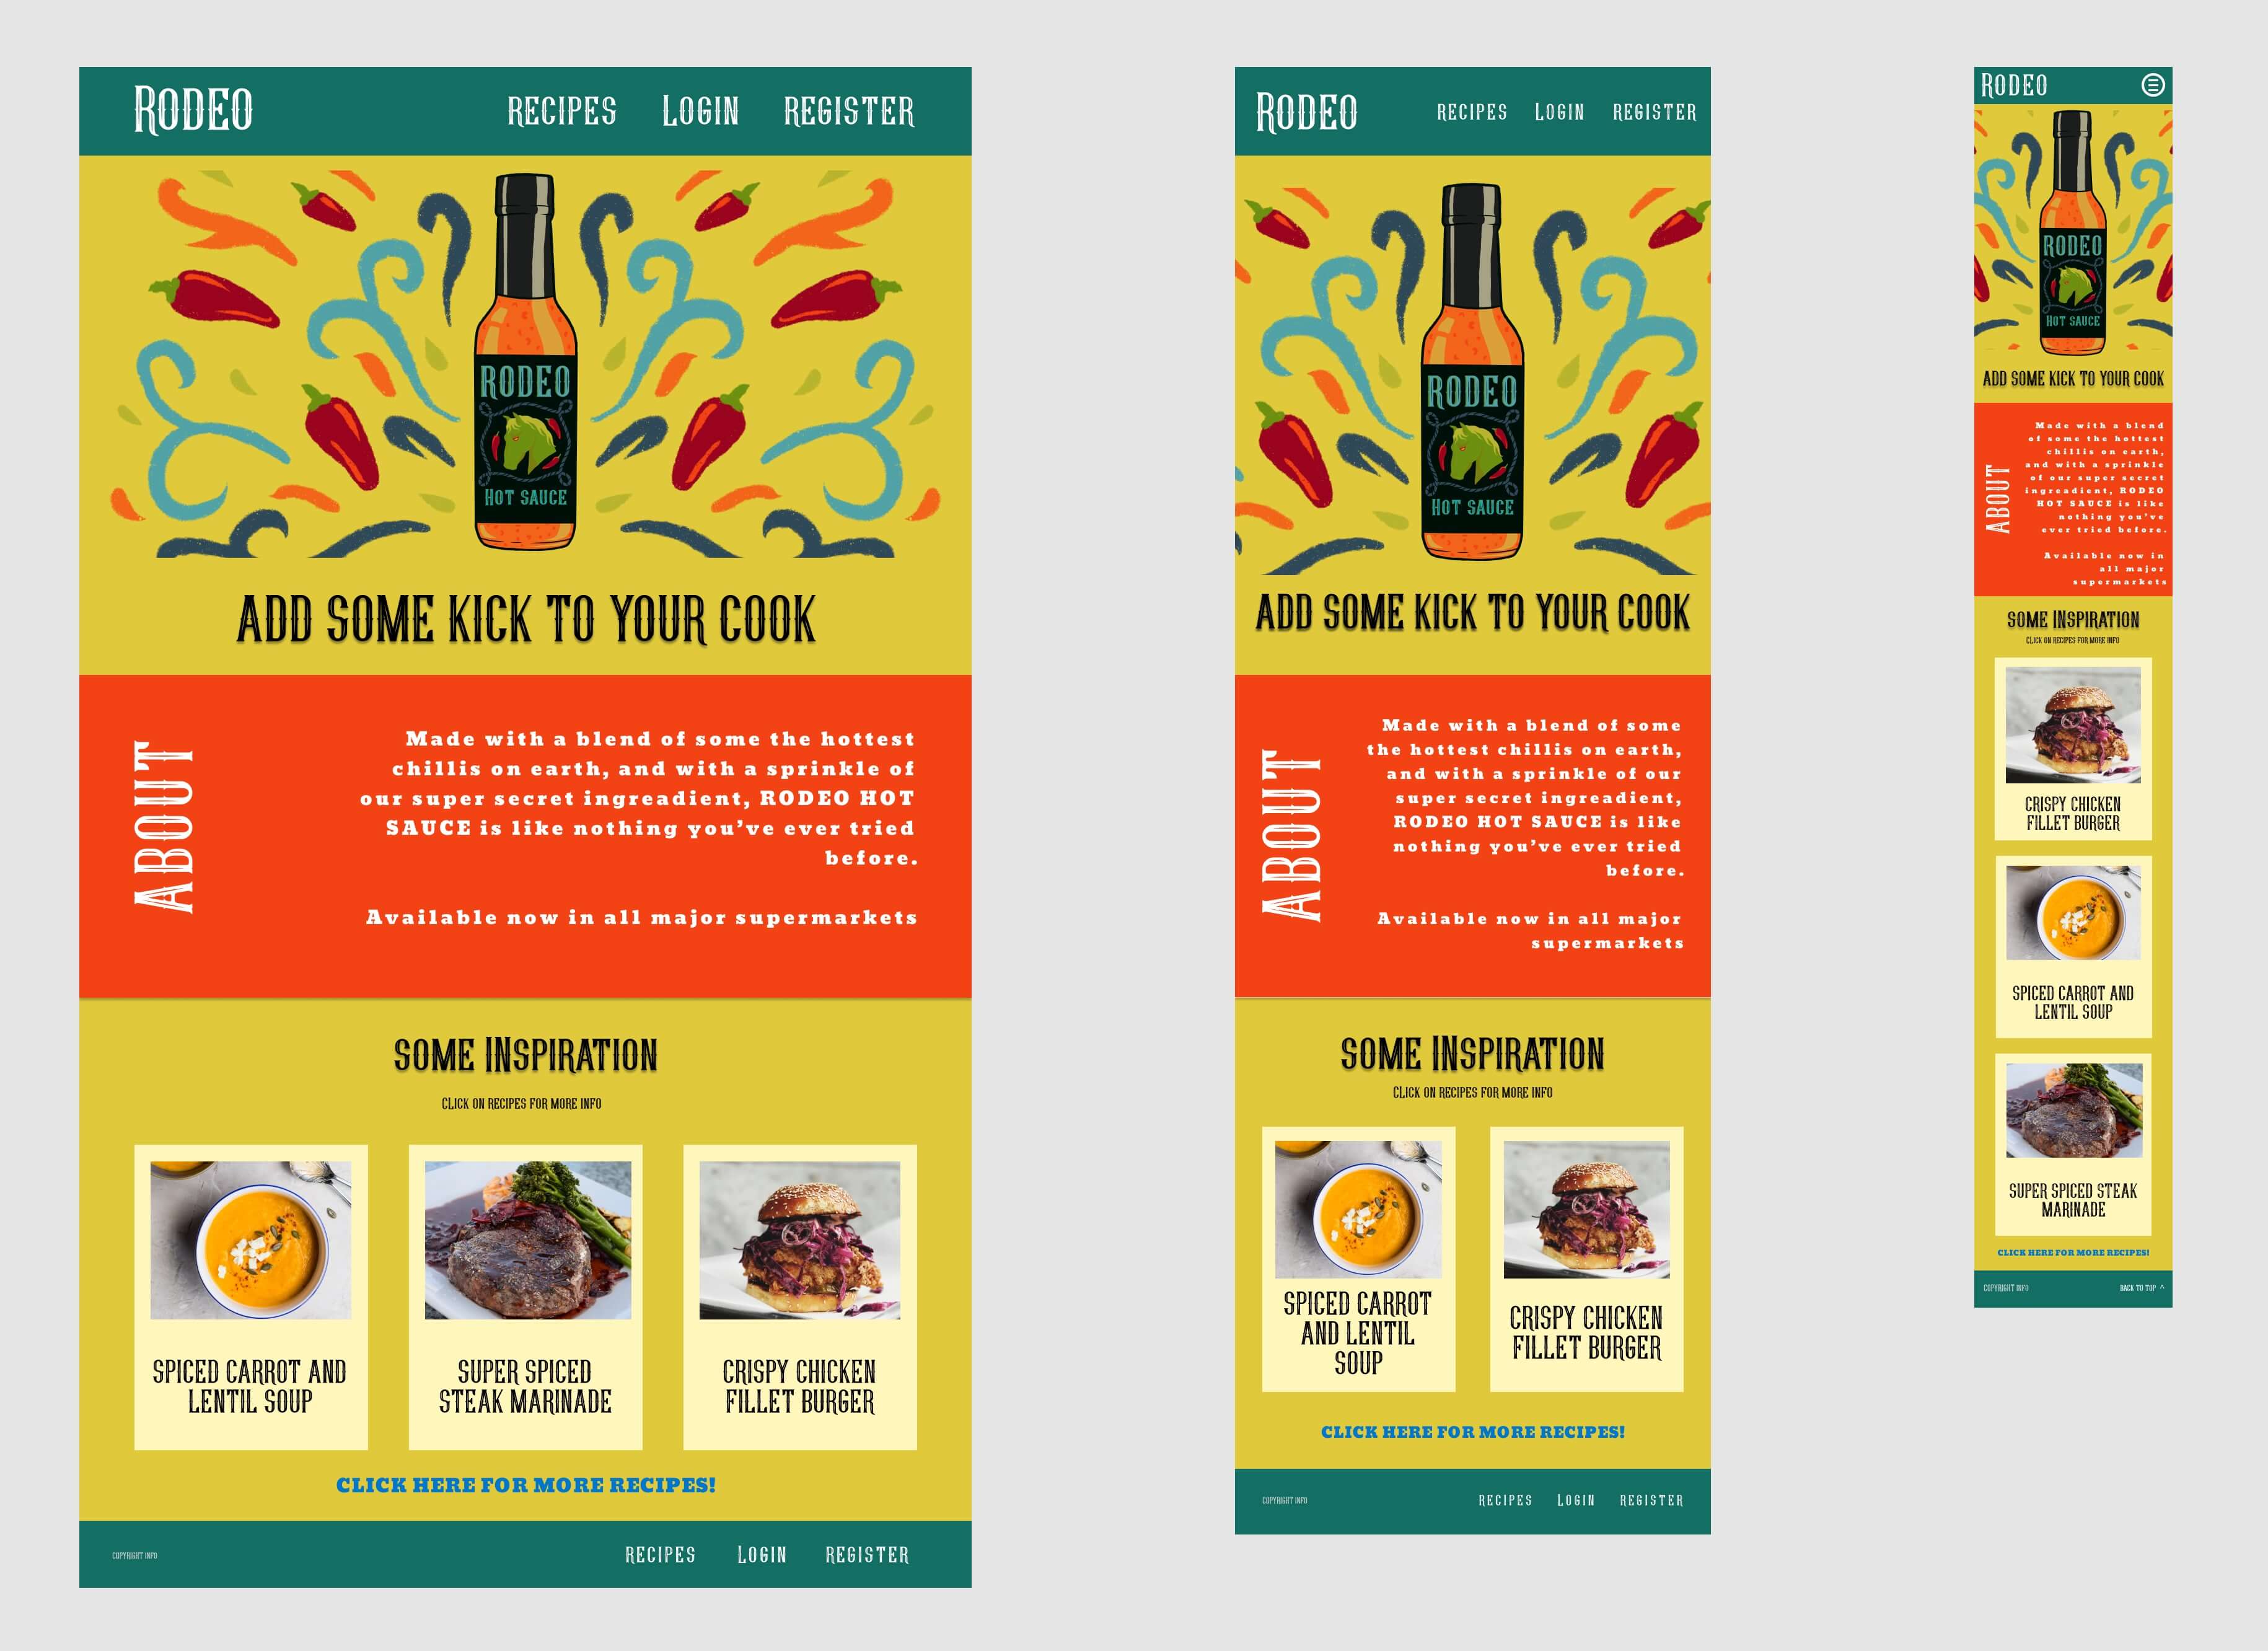 RODEO
RECIPES LOGIN REGISTER
RODEO
HOT SAUCE
ADD SOME KICK TO YOUR COOK
ABOUT
Made with a blend of some the hottest
chillis on earth, and with a sprinkle of
our super secret ingreadient, RODEO HOT
SAUCE is like nothing you've ever tried
before.
Available now in all major supermarkets
SOME INSPIRATION
CLICK ON RECIPES FOR MORE INFO
SPICED CARROT AND
LENTIL SOUP
SUPER SPICED
STEAK MARINADE
CRISPY CHICKEN
FILLET BURGER
CLICK HERE FOR MORE RECIPES!
COPYRIGHT INFO
RECIPES LOGIN REGISTER
RODEO
RECIPES LOGIN REGISTER
RODEO
HOT SAUCE
ADD SOME KICK TO YOUR COOK
ABOUT
Made with a blend of some
the hottest chillis on earth,
and with a sprinkle of our
super secret ingreadient,
RODEO HOT SAUCE is like
nothing you've ever tried
before.
Available now in all major
supermarkets
SOME INSPIRATION
CLICK ON RECIPES FOR MORE INFO
SPICED CARROT
AND LENTIL
SOUP
CRISPY CHICKEN
FILLET BURGER
CLICK HERE FOR MORE RECIPES!
COPYRIGHT INFO
RECIPES LOGIN REGISTER
RODEO
RODEO
HOT SAUCE
ADD SOME KICK TO YOUR COOK
ABOUT
Made with a blend
of some the hottest
chillis on earth,
and with a sprinkle
of our super secret
ingreadient, RODEO
HOT SAUCE is like
nothing you've
ever tried before.
Available now in
all major
supermarkets
SOME INSPIRATION
CLICK ON RECIPES FOR MORE INFO
CRISPY CHICKEN
FILLET BURGER
SPICED CARROT AND
LENTIL SOUP
SUPER SPICED STEAK
MARINADE
CLICK HERE FOR MORE RECIPES!
COPYRIGHT INFO
BACK TO TOP ^